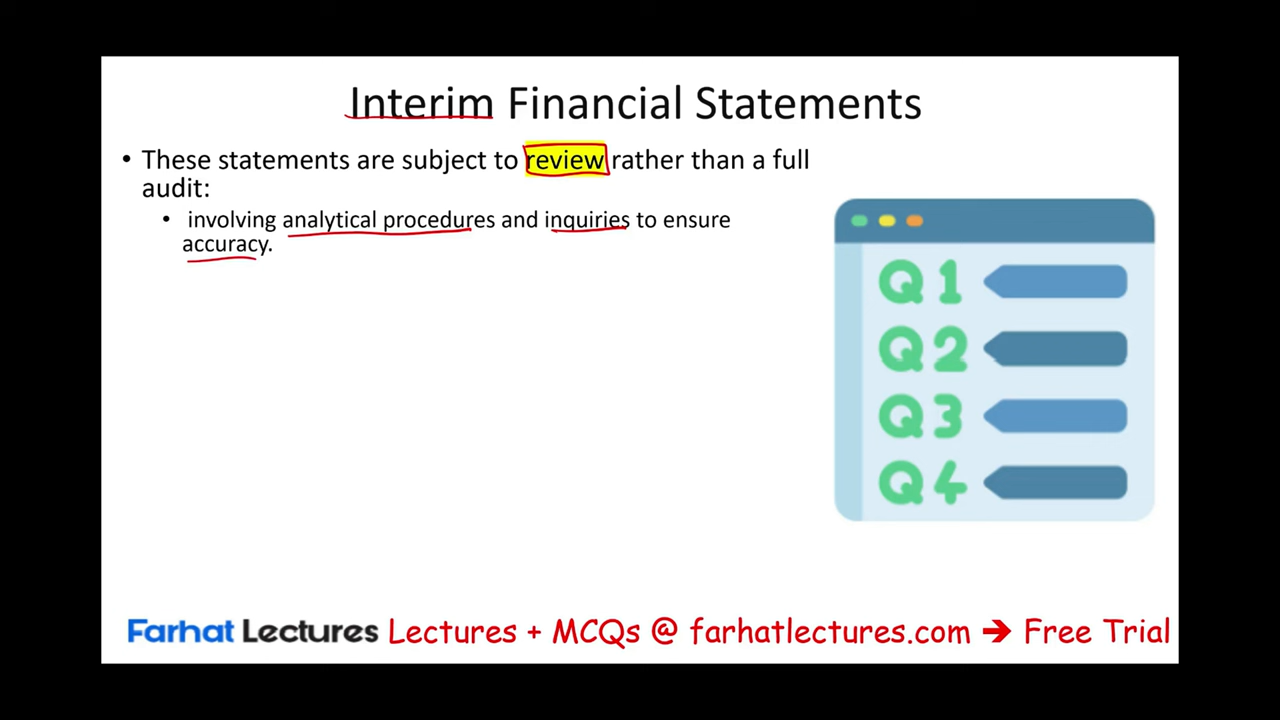 Interim Financial Statements
• These statements are subject to review rather than a full
audit:
• involving analytical procedures and inquiries to ensure
accuracy.
Q1
Q2
Q3
Q4
Farhat Lectures Lectures + MCQs @ farhatlectures.com ➔ Free Trial